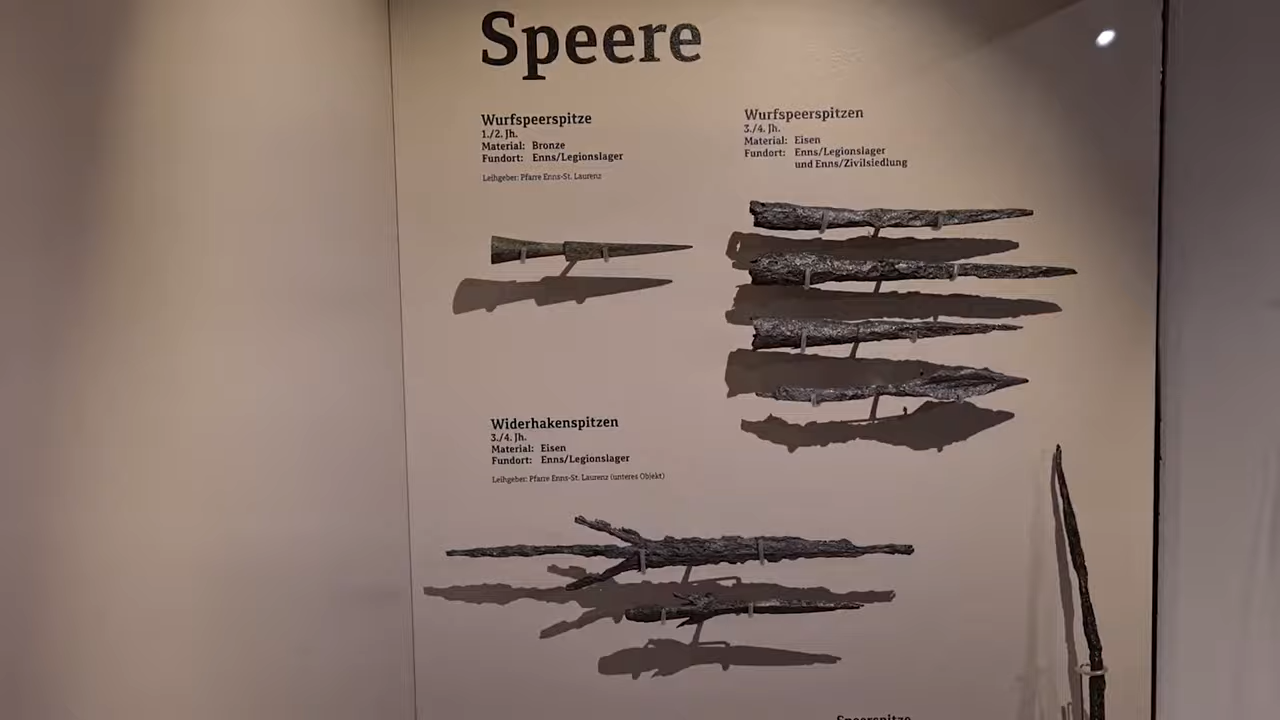 Speere
Wurfspeerspitze
1./2. Jh.
Material: Bronze
Fundort: Enns/Legionslager
Leihgeber: Pfarre Enns-St. Laurenz
Wurfspeerspitzen
3./4. Jh.
Material: Eisen
Fundort: Enns/Legionslager
und Enns/Zivilsiedlung
Widerhakenspitzen
3./4. Jh.
Material: Eisen
Fundort: Enns/Legionslager
Leihgeber: Pfarre Enns-St. Laurenz (unteres Objekt)
Speerspitze